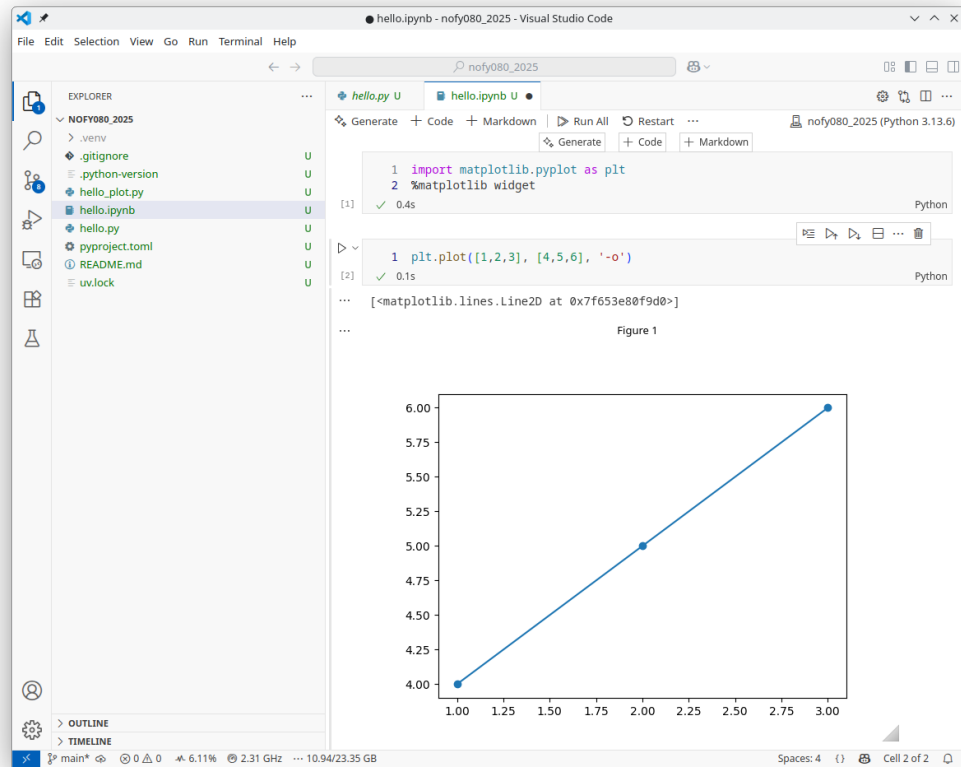 hello.ipynb - nofy080_2025 - Visual Studio Code
File Edit Selection View Go Run Terminal Help
nofy080_2025
EXPLORER
NOFY080_2025
.venv
.gitignore U
.python-version U
hello_plot.py U
hello.ipynb U
hello.py U
pyproject.toml U
README.md U
uv.lock U
OUTLINE
TIMELINE
hello.py U
hello.ipynb U
Generate + Code + Markdown Run All Restart ...
nofy080_2025 (Python 3.13.6)
Generate + Code + Markdown
1 import matplotlib.pyplot as plt
2 %matplotlib widget
[1] 0.4s Python
1 plt.plot([1,2,3], [4,5,6], '-o')
[2] 0.1s Python
[<matplotlib.lines.Line2D at 0x7f653e80f9d0>]
Figure 1
6.00
5.75
5.50
5.25
5.00
4.75
4.50
4.25
4.00
1.00 1.25 1.50 1.75 2.00 2.25 2.50 2.75 3.00
1
8
main* 0 0 6.11% 2.31 GHz ... 10.94/23.35 GB
Spaces: 4 {} Cell 2 of 2